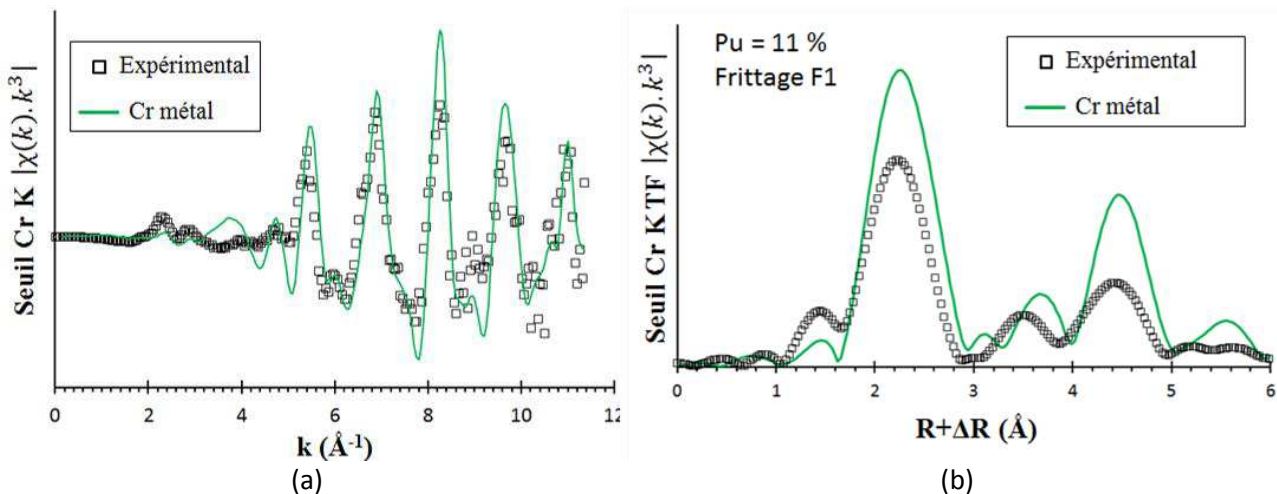 Expérimental
Cr métal
Seuil Cr K |χ(k).k³|
0 2 4 6 8 10 12
k (Å⁻¹)
(a)
Pu = 11 %
Frittage F1
Expérimental
Cr métal
Seuil Cr K TF |χ(k).k³|
0 1 2 3 4 5 6
R+ΔR (Å)
(b)